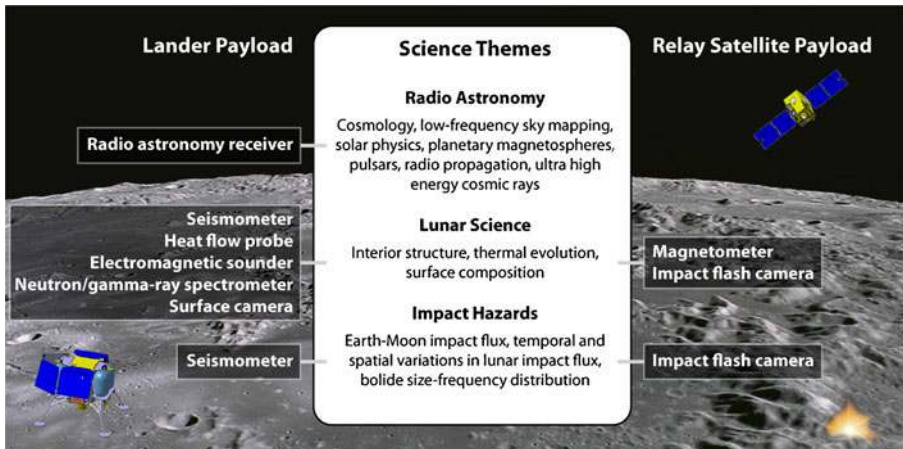 Lander Payload
Science Themes
Relay Satellite Payload
Radio Astronomy
Cosmology, low-frequency sky mapping,
solar physics, planetary magnetospheres,
pulsars, radio propagation, ultra high
energy cosmic rays
Radio astronomy receiver
Lunar Science
Interior structure, thermal evolution,
surface composition
Seismometer
Heat flow probe
Electromagnetic sounder
Neutron/gamma-ray spectrometer
Surface camera
Magnetometer
Impact flash camera
Impact Hazards
Earth-Moon impact flux, temporal and
spatial variations in lunar impact flux,
bolide size-frequency distribution
Seismometer
Impact flash camera